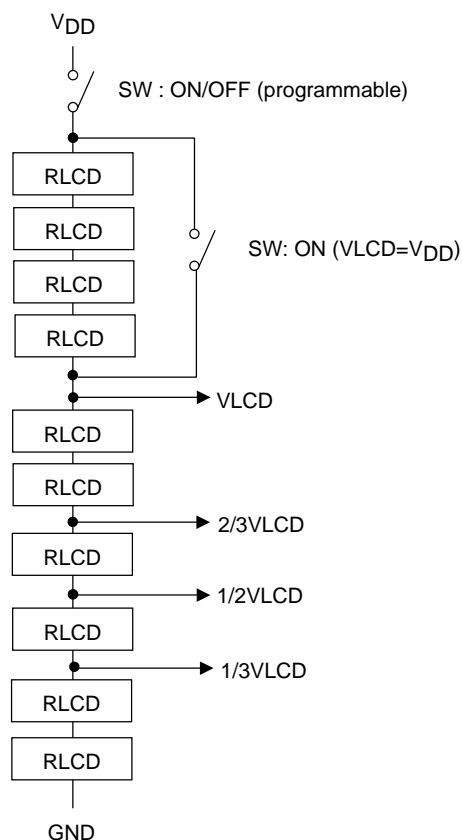 VDD
SW : ON/OFF (programmable)
RLCD
RLCD
RLCD
SW: ON (VLCD=VDD)
RLCD
VLCD
RLCD
RLCD
2/3VLCD
RLCD
1/2VLCD
RLCD
1/3VLCD
RLCD
RLCD
GND